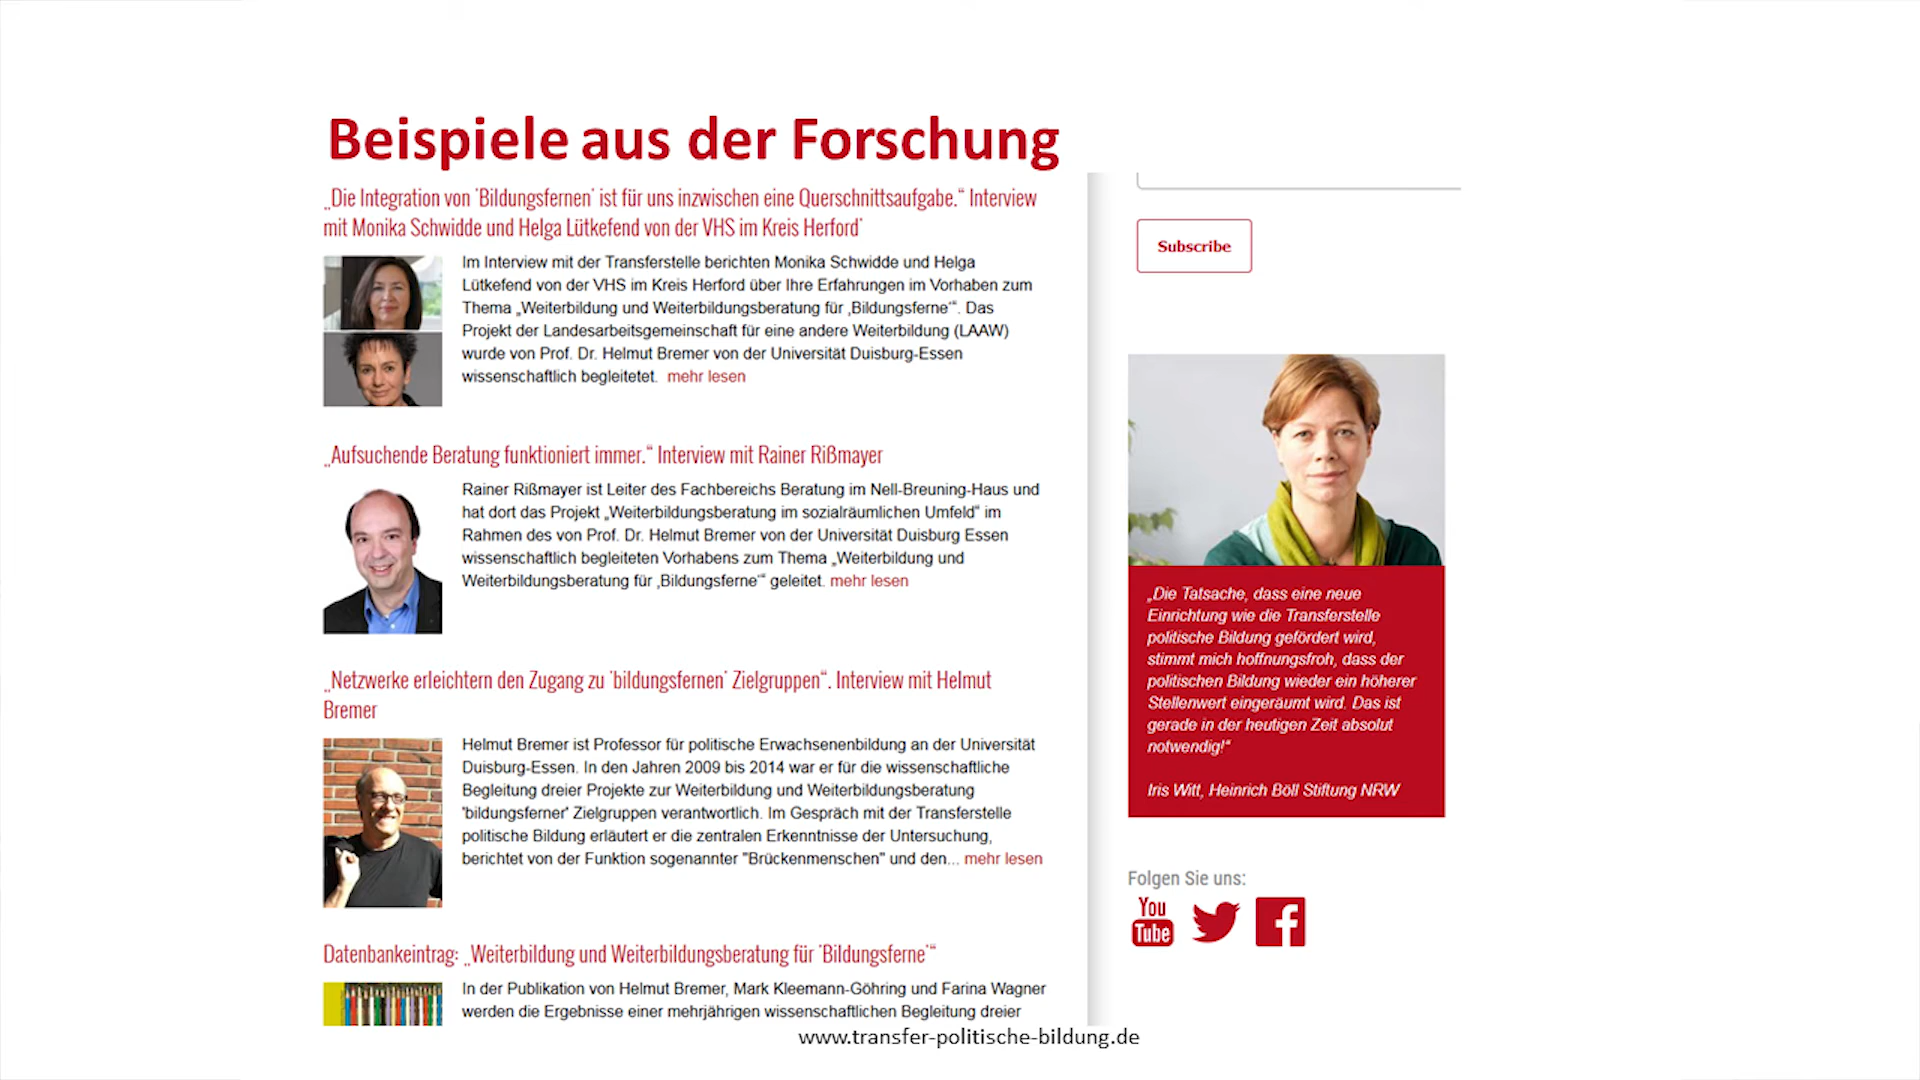 Beispiele aus der Forschung
„Die Integration von 'Bildungsfernen' ist für uns inzwischen eine Querschnittsaufgabe.“ Interview
mit Monika Schwidde und Helga Lütkefend von der VHS im Kreis Herford'
Im Interview mit der Transferstelle berichten Monika Schwidde und Helga
Lütkefend von der VHS im Kreis Herford über Ihre Erfahrungen im Vorhaben zum
Thema „Weiterbildung und Weiterbildungsberatung für ‚Bildungsferne'“. Das
Projekt der Landesarbeitsgemeinschaft für eine andere Weiterbildung (LAAW)
wurde von Prof. Dr. Helmut Bremer von der Universität Duisburg-Essen
wissenschaftlich begleitetet. mehr lesen
„Aufsuchende Beratung funktioniert immer.“ Interview mit Rainer Rißmayer
Rainer Rißmayer ist Leiter des Fachbereichs Beratung im Nell-Breuning-Haus und
hat dort das Projekt „Weiterbildungsberatung im sozialräumlichen Umfeld“ im
Rahmen des von Prof. Dr. Helmut Bremer von der Universität Duisburg Essen
wissenschaftlich begleiteten Vorhabens zum Thema „Weiterbildung und
Weiterbildungsberatung für ‚Bildungsferne'“ geleitet. mehr lesen
„Netzwerke erleichtern den Zugang zu 'bildungsfernen' Zielgruppen“. Interview mit Helmut
Bremer
Helmut Bremer ist Professor für politische Erwachsenenbildung an der Universität
Duisburg-Essen. In den Jahren 2009 bis 2014 war er für die wissenschaftliche
Begleitung dreier Projekte zur Weiterbildung und Weiterbildungsberatung
'bildungsferner' Zielgruppen verantwortlich. Im Gespräch mit der Transferstelle
politische Bildung erläutert er die zentralen Erkenntnisse der Untersuchung,
berichtet von der Funktion sogenannter "Brückenmenschen" und den... mehr lesen
Datenbankeintrag: „Weiterbildung und Weiterbildungsberatung für 'Bildungsferne'“
In der Publikation von Helmut Bremer, Mark Kleemann-Göhring und Farina Wagner
werden die Ergebnisse einer mehrjährigen wissenschaftlichen Begleitung dreier
Subscribe
„Die Tatsache, dass eine neue
Einrichtung wie die Transferstelle
politische Bildung gefördert wird,
stimmt mich hoffnungsfroh, dass der
politischen Bildung wieder ein höherer
Stellenwert eingeräumt wird. Das ist
gerade in der heutigen Zeit absolut
notwendig!“
Iris Witt, Heinrich Böll Stiftung NRW
Folgen Sie uns:
You
Tube
www.transfer-politische-bildung.de